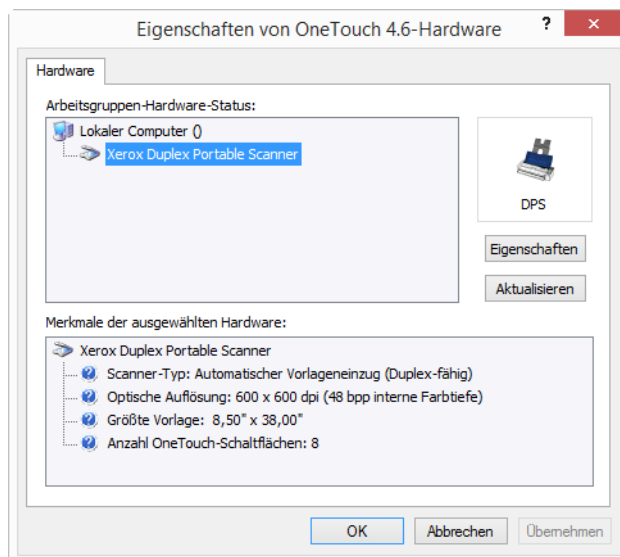 Eigenschaften von OneTouch 4.6-Hardware
?
Hardware
Arbeitsgruppen-Hardware-Status:
Lokaler Computer ()
Xerox Duplex Portable Scanner
DPS
Eigenschaften
Aktualisieren
Merkmale der ausgewählten Hardware:
Xerox Duplex Portable Scanner
Scanner-Typ: Automatischer Vorlageneinzug (Duplex-fähig)
Optische Auflösung: 600 x 600 dpi (48 bpp interne Farbtiefe)
Größte Vorlage: 8,50" x 38,00"
Anzahl OneTouch-Schaltflächen: 8
OK Abbrechen Übernehmen